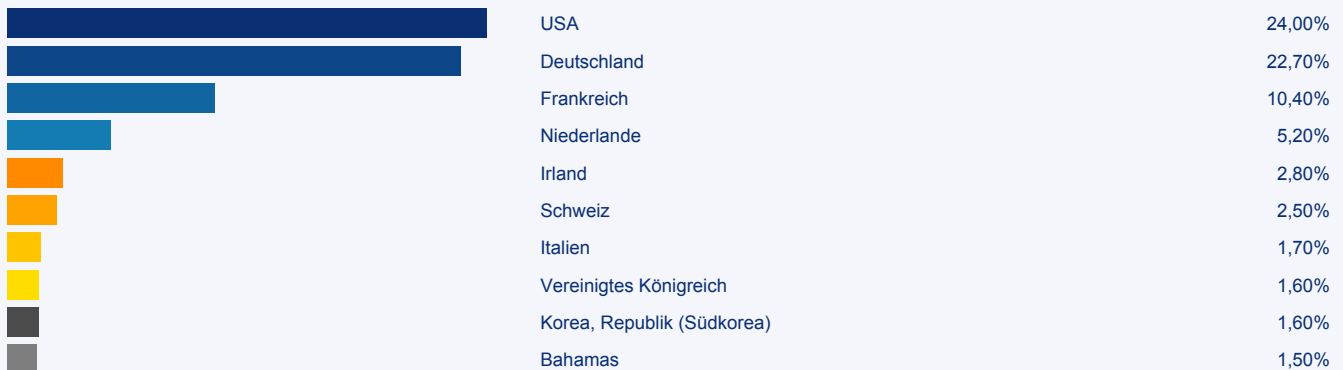 USA 24,00%
Deutschland 22,70%
Frankreich 10,40%
Niederlande 5,20%
Irland 2,80%
Schweiz 2,50%
Italien 1,70%
Vereinigtes Königreich 1,60%
Korea, Republik (Südkorea) 1,60%
Bahamas 1,50%